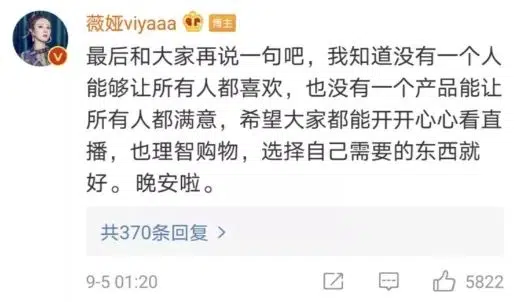 薇娅viyaaa 博主
最后和大家再说一句吧，我知道没有一个人
能够让所有人都喜欢，也没有一个产品能让
所有人都满意，希望大家都能开开心心看直
播，也理智购物，选择自己需要的东西就
好。晚安啦。
共370条回复 >
9-5 01:20 5822